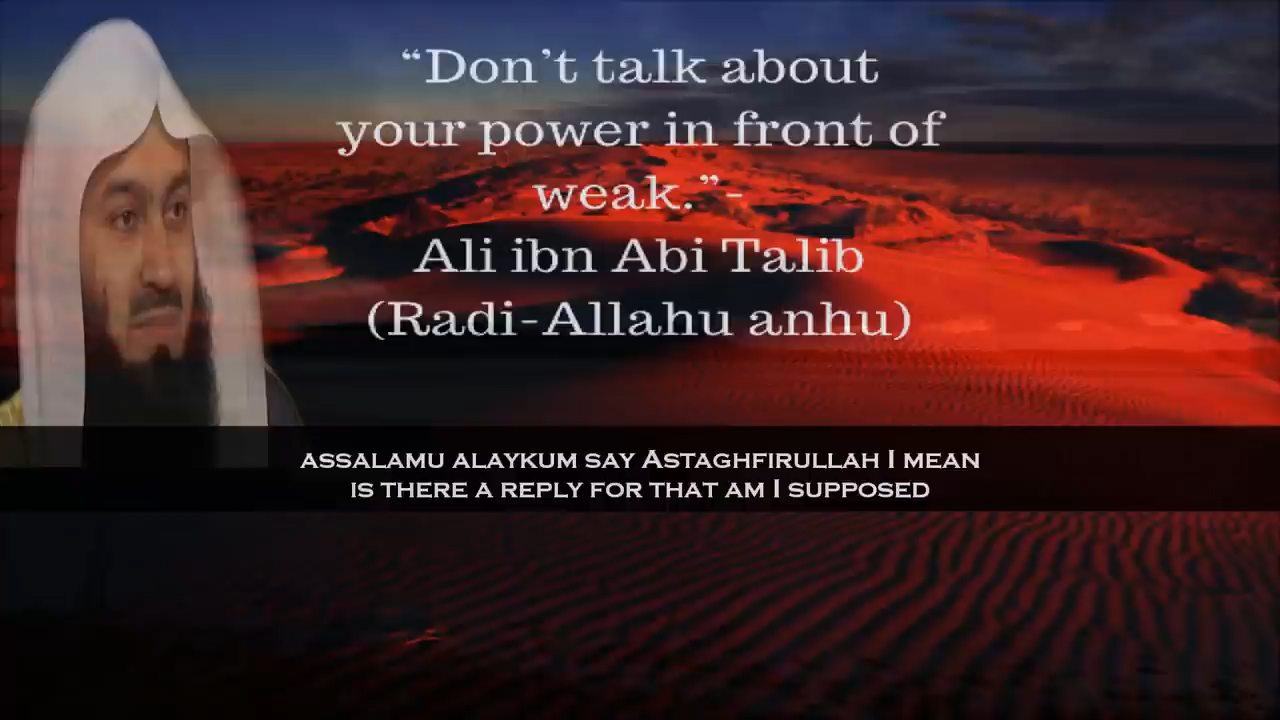 “Don’t talk about
your power in front of
weak.”-
Ali ibn Abi Talib
(Radi-Allahu anhu)
ASSALAMU ALAYKUM SAY ASTAGHFIRULLAH I MEAN
IS THERE A REPLY FOR THAT AM I SUPPOSED